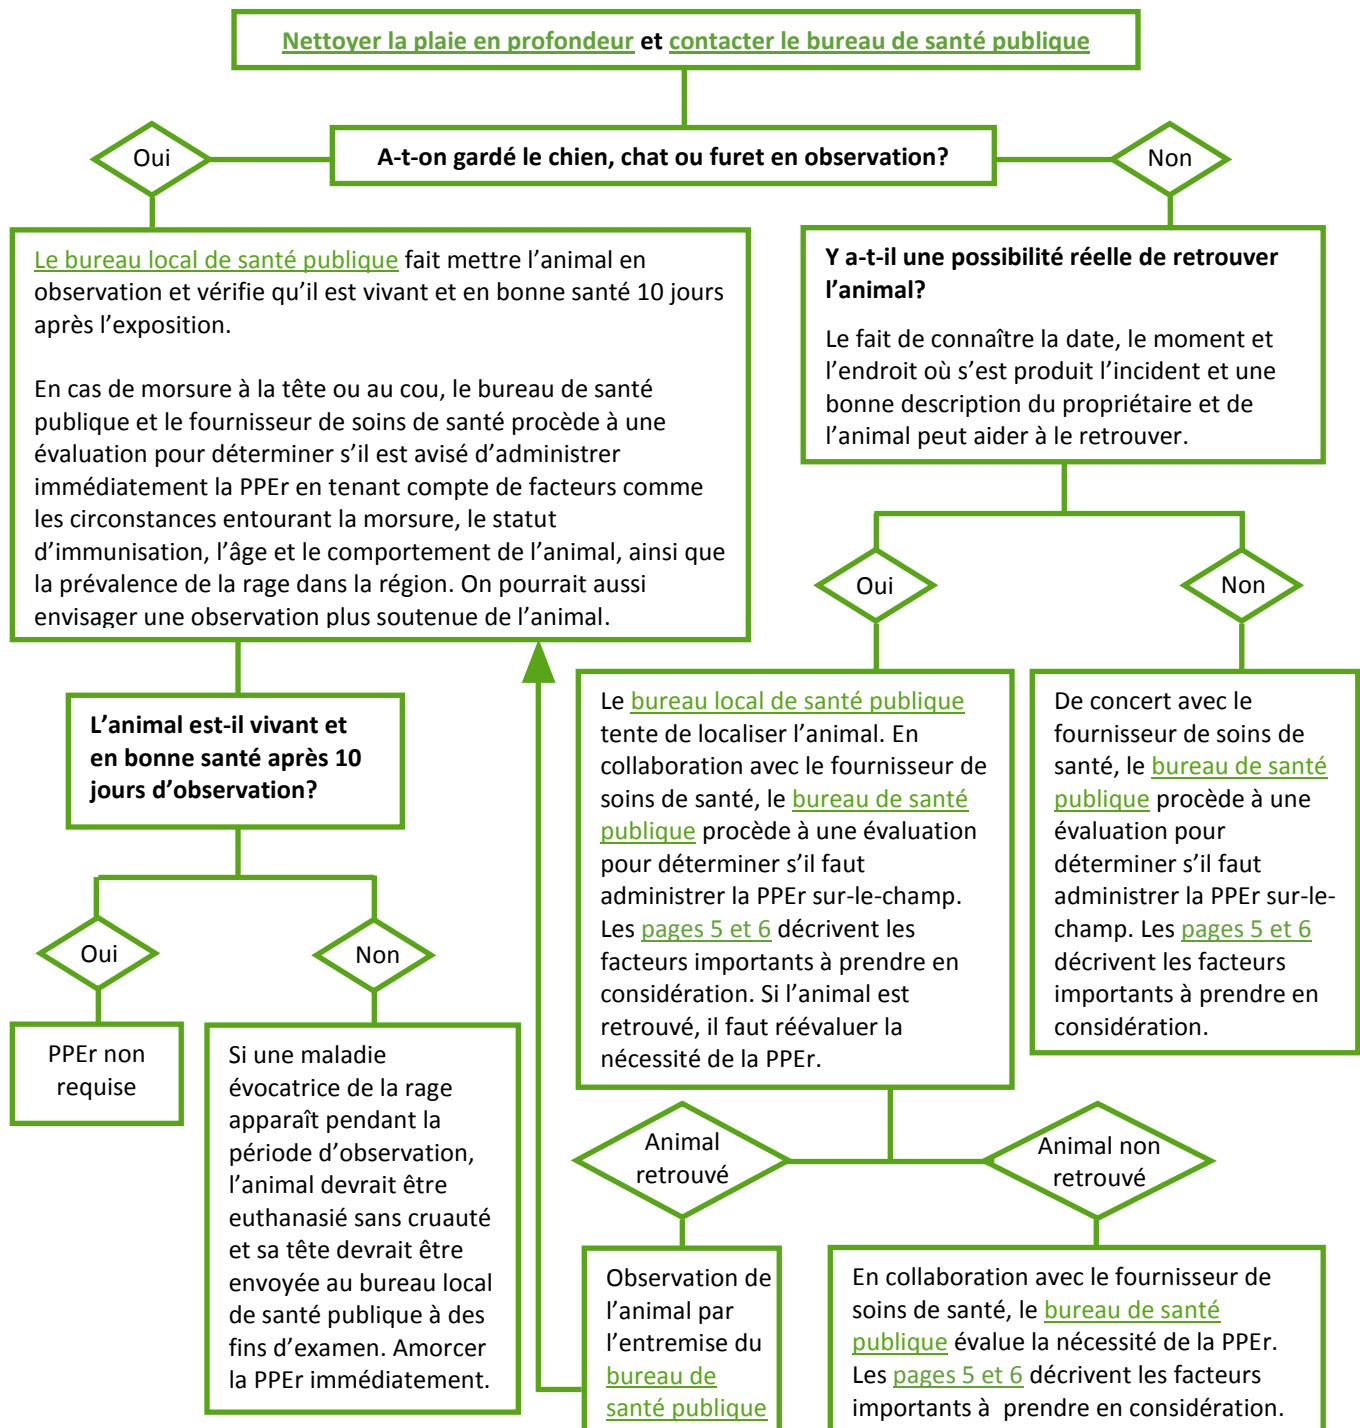 Nettoyer la plaie en profondeur et contacter le bureau de santé publique
A-t-on gardé le chien, chat ou furet en observation?
Oui
Non
Le bureau local de santé publique fait mettre l’animal en
observation et vérifie qu’il est vivant et en bonne santé 10 jours
après l’exposition.
En cas de morsure à la tête ou au cou, le bureau de santé
publique et le fournisseur de soins de santé procède à une
évaluation pour déterminer s’il est avisé d’administrer
immédiatement la PPEr en tenant compte de facteurs comme
les circonstances entourant la morsure, le statut
d’immunisation, l’âge et le comportement de l’animal, ainsi que
la prévalence de la rage dans la région. On pourrait aussi
envisager une observation plus soutenue de l’animal.
Y a-t-il une possibilité réelle de retrouver
l’animal?
Le fait de connaître la date, le moment et
l’endroit où s’est produit l’incident et une
bonne description du propriétaire et de
l’animal peut aider à le retrouver.
Oui
Non
L’animal est-il vivant et
en bonne santé après 10
jours d’observation?
Oui
Non
PPEr non
requise
Si une maladie
évocatrice de la rage
apparaît pendant la
période d’observation,
l’animal devrait être
euthanasié sans cruauté
et sa tête devrait être
envoyée au bureau local
de santé publique à des
fins d’examen. Amorcer
la PPEr immédiatement.
Le bureau local de santé publique
tente de localiser l’animal. En
collaboration avec le fournisseur de
soins de santé, le bureau de santé
publique procède à une évaluation
pour déterminer s’il faut
administrer la PPEr sur-le-champ.
Les pages 5 et 6 décrivent les
facteurs importants à prendre en
considération. Si l’animal est
retrouvé, il faut réévaluer la
nécessité de la PPEr.
De concert avec le
fournisseur de soins de
santé, le bureau de santé
publique procède à une
évaluation pour
déterminer s’il faut
administrer la PPEr sur-le-
champ. Les pages 5 et 6
décrivent les facteurs
importants à prendre en
considération.
Animal
retrouvé
Animal non
retrouvé
Observation de
l’animal par
l’entremise du
bureau de
santé publique
En collaboration avec le fournisseur de
soins de santé, le bureau de santé
publique évalue la nécessité de la PPEr.
Les pages 5 et 6 décrivent les facteurs
importants à prendre en considération.